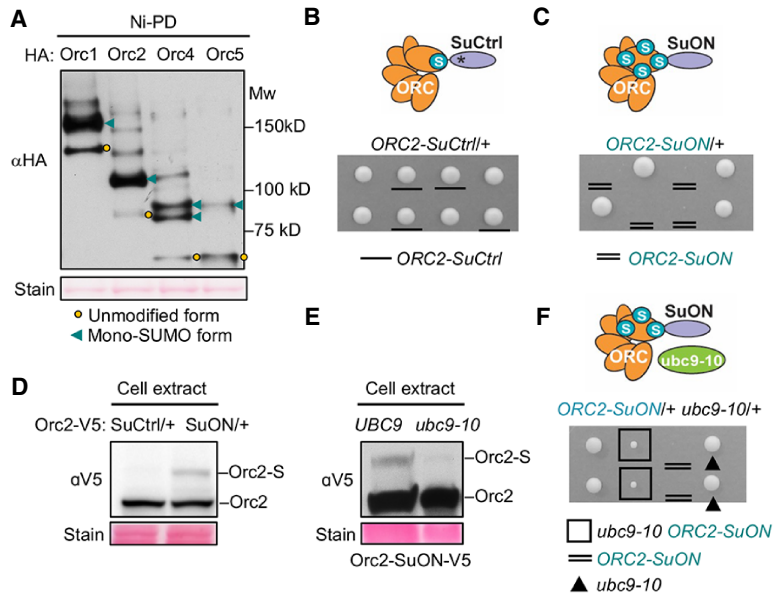 A
Ni-PD
HA: Orc1 Orc2 Orc4 Orc5
Mw
150kD
100 kD
75 kD
αHA
Stain
Unmodified form
Mono-SUMO form
B
SuCtrl
S *
ORC
ORC2-SuCtrl/+
ORC2-SuCtrl
C
SuON
S S S S
ORC
ORC2-SuON/+
ORC2-SuON
D
Cell extract
Orc2-V5: SuCtrl/+ SuON/+
αV5
Orc2-S
Orc2
Stain
E
Cell extract
UBC9 ubc9-10
αV5
Orc2-S
Orc2
Stain
Orc2-SuON-V5
F
SuON
S S S
ORC
ubc9-10
ORC2-SuON/+ ubc9-10/+
ubc9-10 ORC2-SuON
ORC2-SuON
ubc9-10